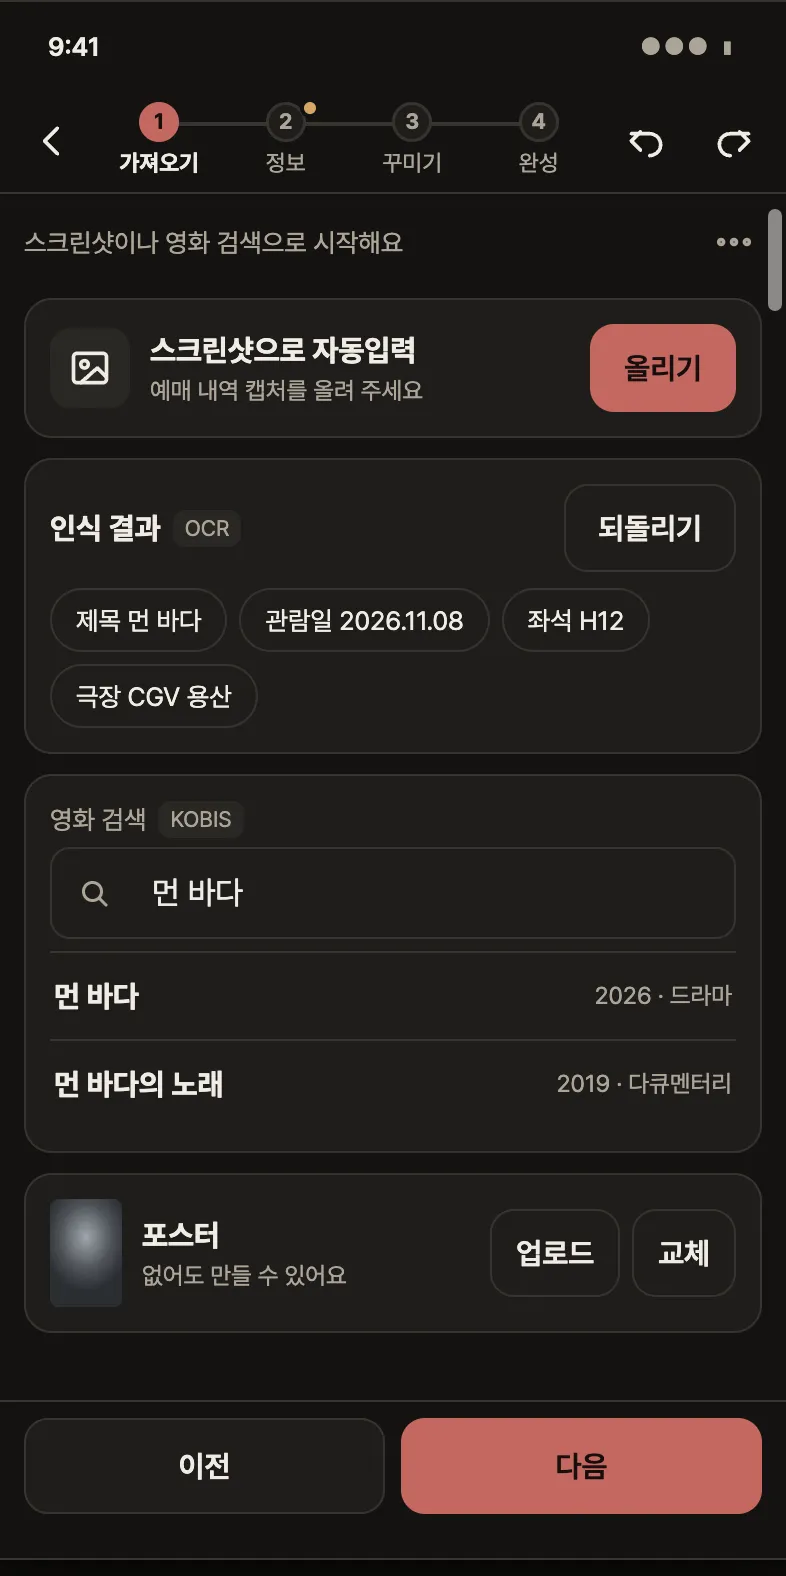 9:41
1 2 3 4
가져오기 정보 꾸미기 완성
스크린샷이나 영화 검색으로 시작해요
스크린샷으로 자동입력
예매 내역 캡처를 올려 주세요
올리기
인식 결과 OCR
되돌리기
제목 먼 바다 관람일 2026.11.08 좌석 H12
극장 CGV 용산
영화 검색 KOBIS
먼 바다
먼 바다 2026 · 드라마
먼 바다의 노래 2019 · 다큐멘터리
포스터
없어도 만들 수 있어요
업로드 교체
이전 다음